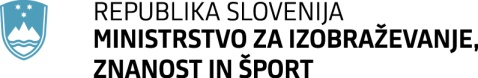 REPUBLIKA SLOVENIJA
MINISTRSTVO ZA IZOBRAŽEVANJE,
ZNANOST IN ŠPORT